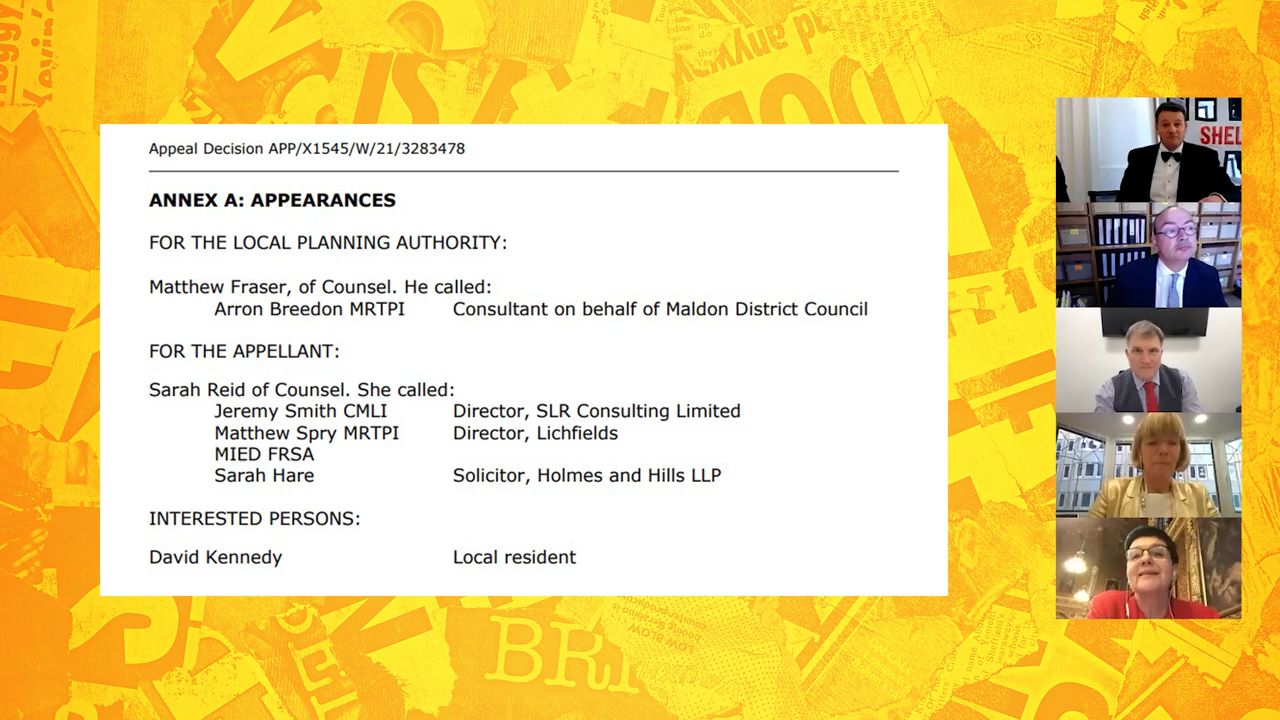 Appeal Decision APP/X1545/W/21/3283478
ANNEX A: APPEARANCES
FOR THE LOCAL PLANNING AUTHORITY:
Matthew Fraser, of Counsel. He called:
Arron Breedon MRTPI Consultant on behalf of Maldon District Council
FOR THE APPELLANT:
Sarah Reid of Counsel. She called:
Jeremy Smith CMLI Director, SLR Consulting Limited
Matthew Spry MRTPI Director, Lichfields
MIED FRSA
Sarah Hare Solicitor, Holmes and Hills LLP
INTERESTED PERSONS:
David Kennedy Local resident
SHEL
BRI
anyway